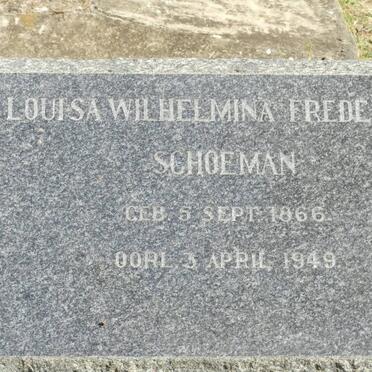 LOUISA WILHELMINA FREDE
SCHOEMAN
GEB. 5 SEPT. 1866.
OORL. 3 APRIL 1949